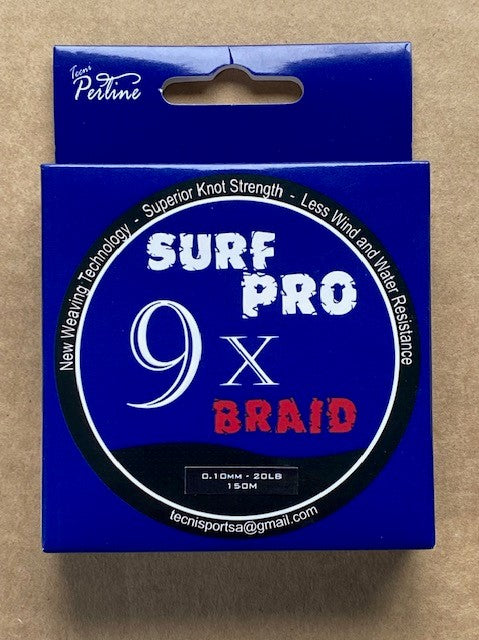 Tecni
Perline
New Weaving Technology - Superior Knot Strength - Less Wind and Water Resistance
SURF
PRO
9 X
BRAID
0.10MM - 20LB
150M
tecnisportsa@gmail.com